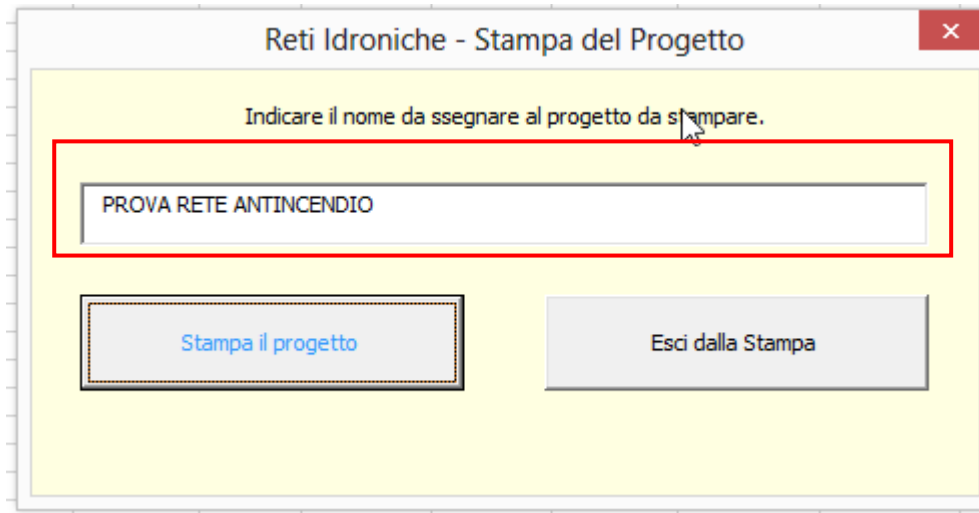 Reti Idroniche - Stampa del Progetto
Indicare il nome da ssegnare al progetto da stampare.
PROVA RETE ANTINCENDIO
Stampa il progetto
Esci dalla Stampa